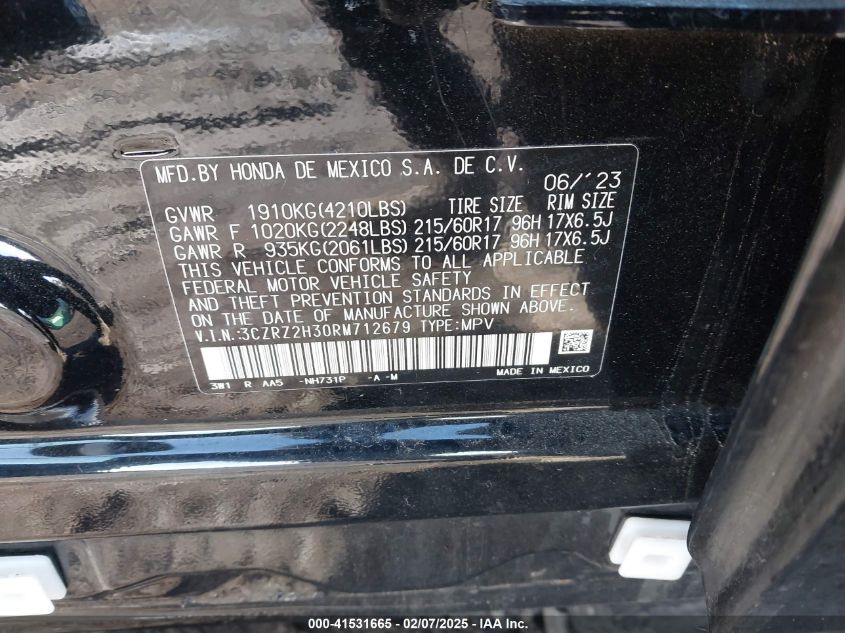 MFD.BY HONDA DE MEXICO S.A. DE C.V. 06/'23
GVWR 1910KG(4210LBS) TIRE SIZE RIM SIZE
GAWR F 1020KG(2248LBS) 215/60R17 96H 17X6.5J
GAWR R 935KG(2061LBS) 215/60R17 96H 17X6.5J
THIS VEHICLE CONFORMS TO ALL APPLICABLE
FEDERAL MOTOR VEHICLE SAFETY
AND THEFT PREVENTION STANDARDS IN EFFECT
ON THE DATE OF MANUFACTURE SHOWN ABOVE.
V.I.N.:3CZRZ2H30RM712679 TYPE:MPV
3W1 R AA5 -NH731P -A -M MADE IN MEXICO
000-41531665 - 02/07/2025 - IAA Inc.